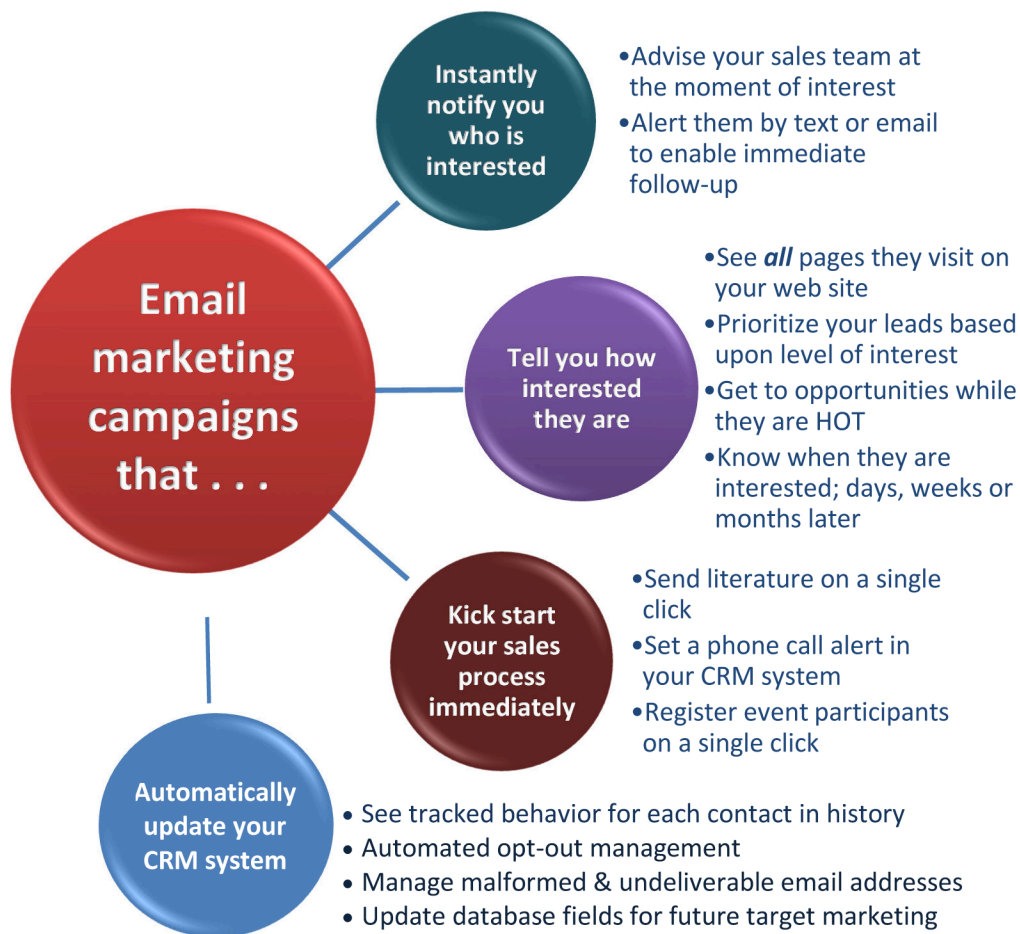 Email
marketing
campaigns
that . . .
Instantly
notify you
who is
interested
•Advise your sales team at
the moment of interest
•Alert them by text or email
to enable immediate
follow-up
Tell you how
interested
they are
•See all pages they visit on
your web site
•Prioritize your leads based
upon level of interest
•Get to opportunities while
they are HOT
•Know when they are
interested; days, weeks or
months later
Kick start
your sales
process
immediately
•Send literature on a single
click
•Set a phone call alert in
your CRM system
•Register event participants
on a single click
Automatically
update your
CRM system
• See tracked behavior for each contact in history
• Automated opt-out management
• Manage malformed & undeliverable email addresses
• Update database fields for future target marketing